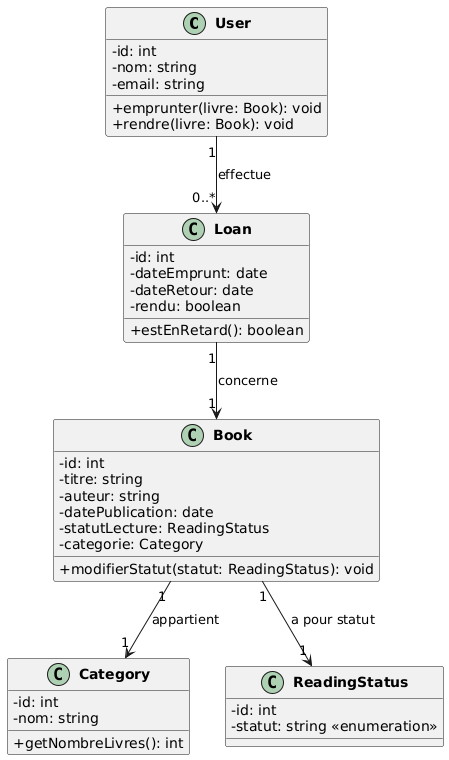 C User
-id: int
-nom: string
-email: string
+emprunter(livre: Book): void
+rendre(livre: Book): void
1
effectue
0..*
C Loan
-id: int
-dateEmprunt: date
-dateRetour: date
-rendu: boolean
+estEnRetard(): boolean
1
concerne
1
C Book
-id: int
-titre: string
-auteur: string
-datePublication: date
-statutLecture: ReadingStatus
-categorie: Category
+modifierStatut(statut: ReadingStatus): void
1
appartient
1
1
a pour statut
1
C Category
-id: int
-nom: string
+getNombreLivres(): int
C ReadingStatus
-id: int
-statut: string «enumeration»